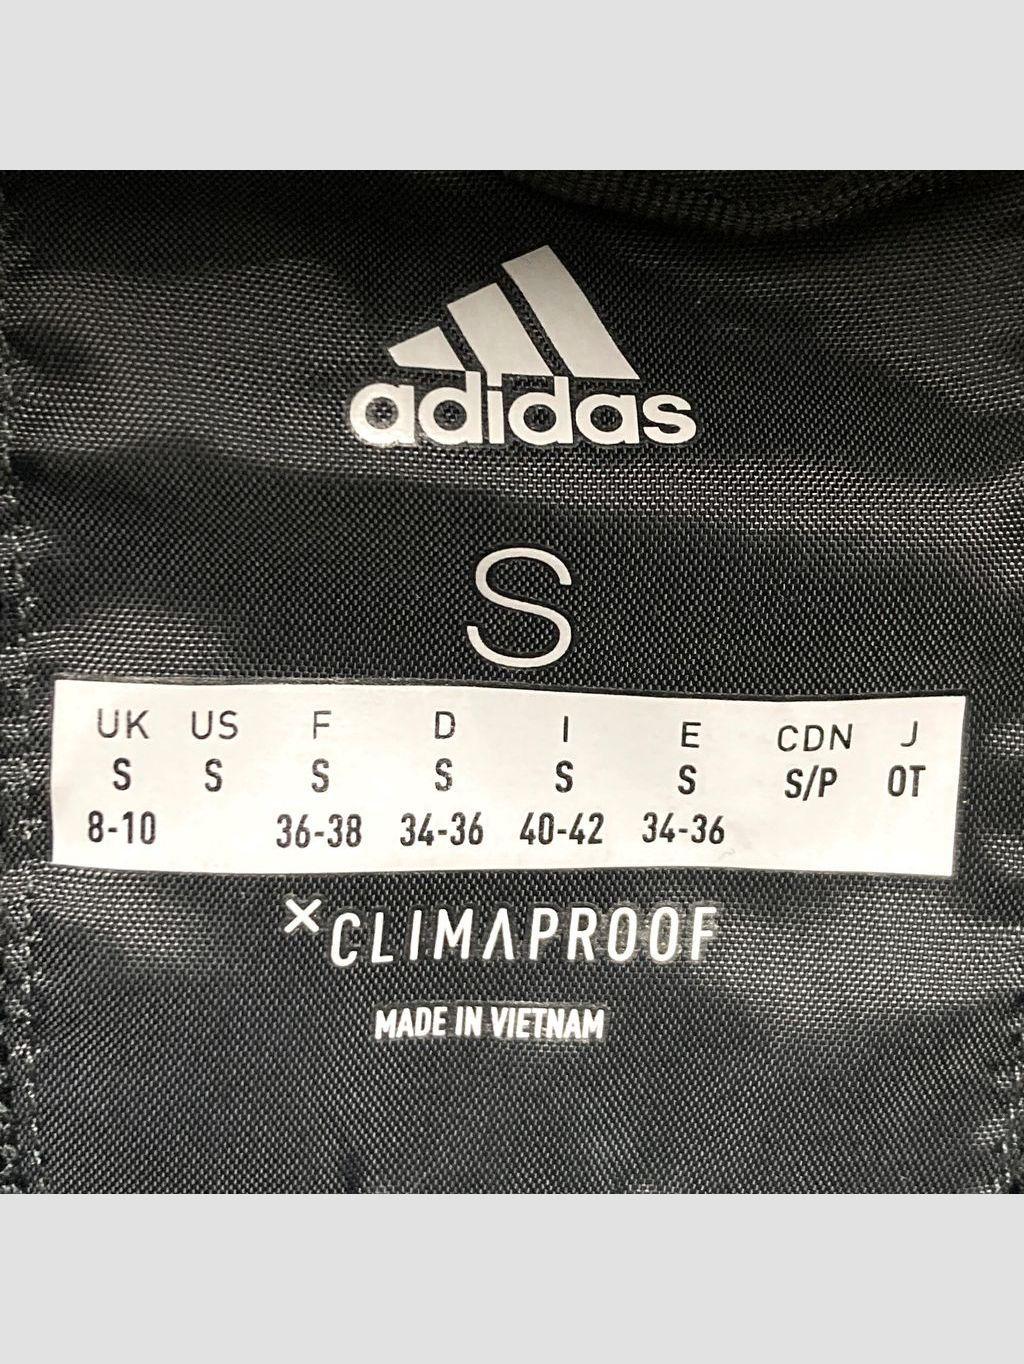 adidas
S
UK US F D I E CDN J
S S S S S S S/P OT
8-10 36-38 34-36 40-42 34-36
×CLIMAPROOF
MADE IN VIETNAM